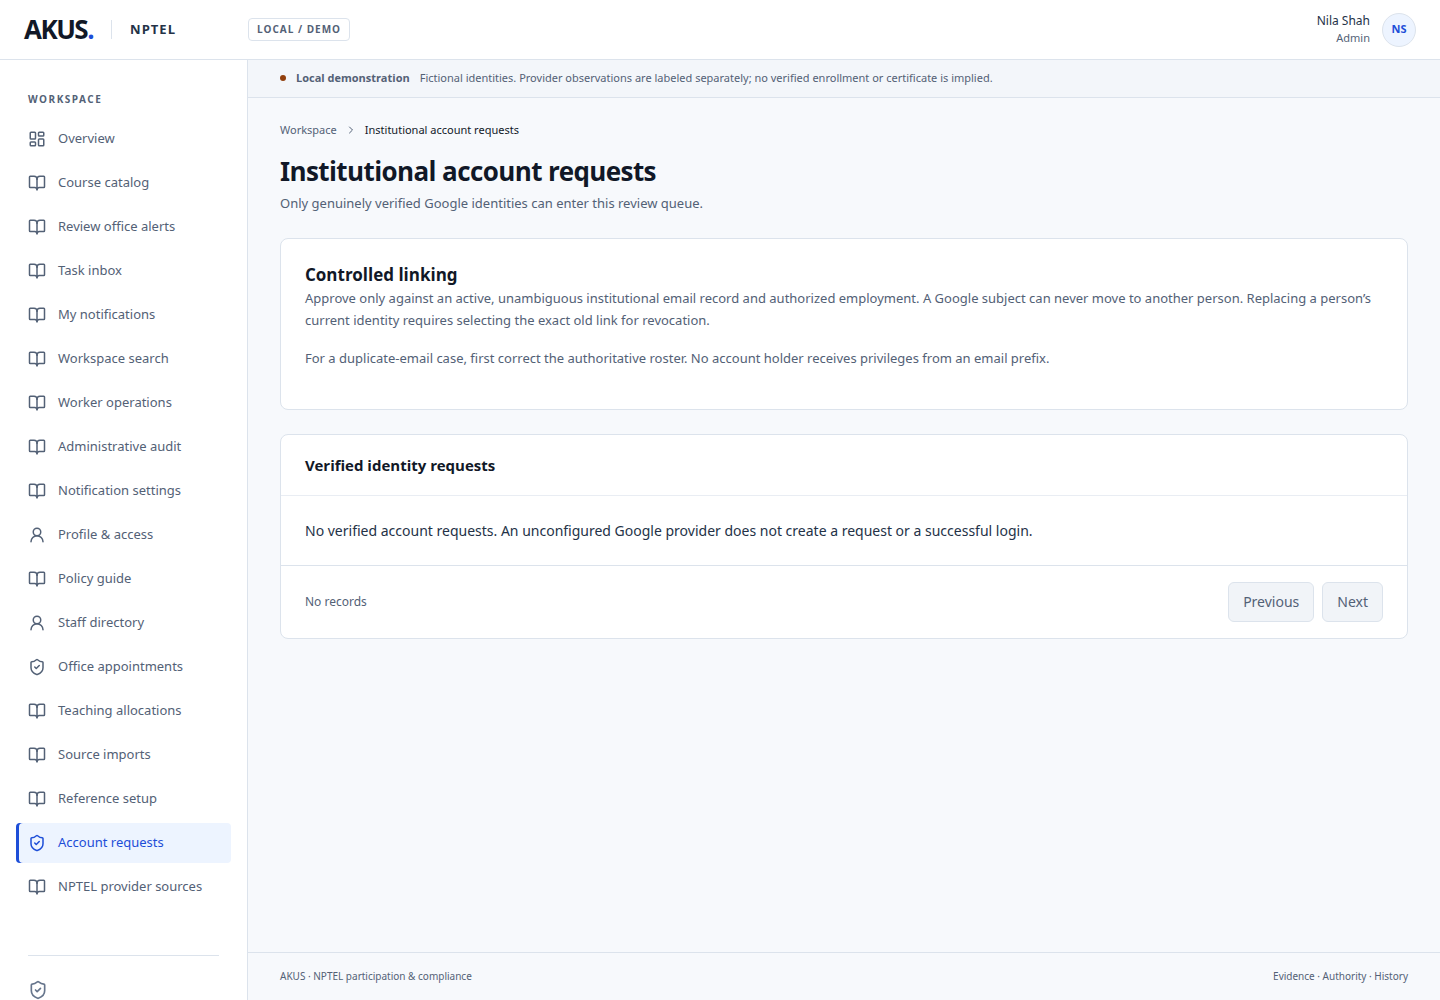 AKUS.
NPTEL
LOCAL / DEMO
Nila Shah
Admin
NS
WORKSPACE
Overview
Course catalog
Review office alerts
Task inbox
My notifications
Workspace search
Worker operations
Administrative audit
Notification settings
Profile & access
Policy guide
Staff directory
Office appointments
Teaching allocations
Source imports
Reference setup
Account requests
NPTEL provider sources
Local demonstration Fictional identities. Provider observations are labeled separately; no verified enrollment or certificate is implied.
Workspace > Institutional account requests
Institutional account requests
Only genuinely verified Google identities can enter this review queue.
Controlled linking
Approve only against an active, unambiguous institutional email record and authorized employment. A Google subject can never move to another person. Replacing a person’s
current identity requires selecting the exact old link for revocation.
For a duplicate-email case, first correct the authoritative roster. No account holder receives privileges from an email prefix.
Verified identity requests
No verified account requests. An unconfigured Google provider does not create a request or a successful login.
No records
Previous
Next
AKUS · NPTEL participation & compliance
Evidence · Authority · History